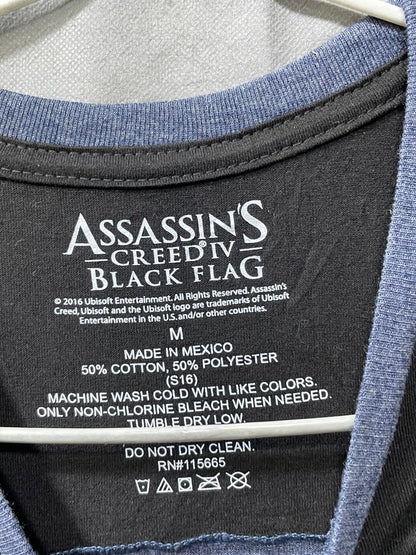 ASSASSIN'S
CREED® IV
BLACK FLAG
© 2016 Ubisoft Entertainment. All Rights Reserved. Assassin's
Creed, Ubisoft and the Ubisoft logo are trademarks of Ubisoft
Entertainment in the U.S.and/or other countries.
M
MADE IN MEXICO
50% COTTON, 50% POLYESTER
(S16)
MACHINE WASH COLD WITH LIKE COLORS.
ONLY NON-CHLORINE BLEACH WHEN NEEDED.
TUMBLE DRY LOW.
DO NOT DRY CLEAN.
RN#115665